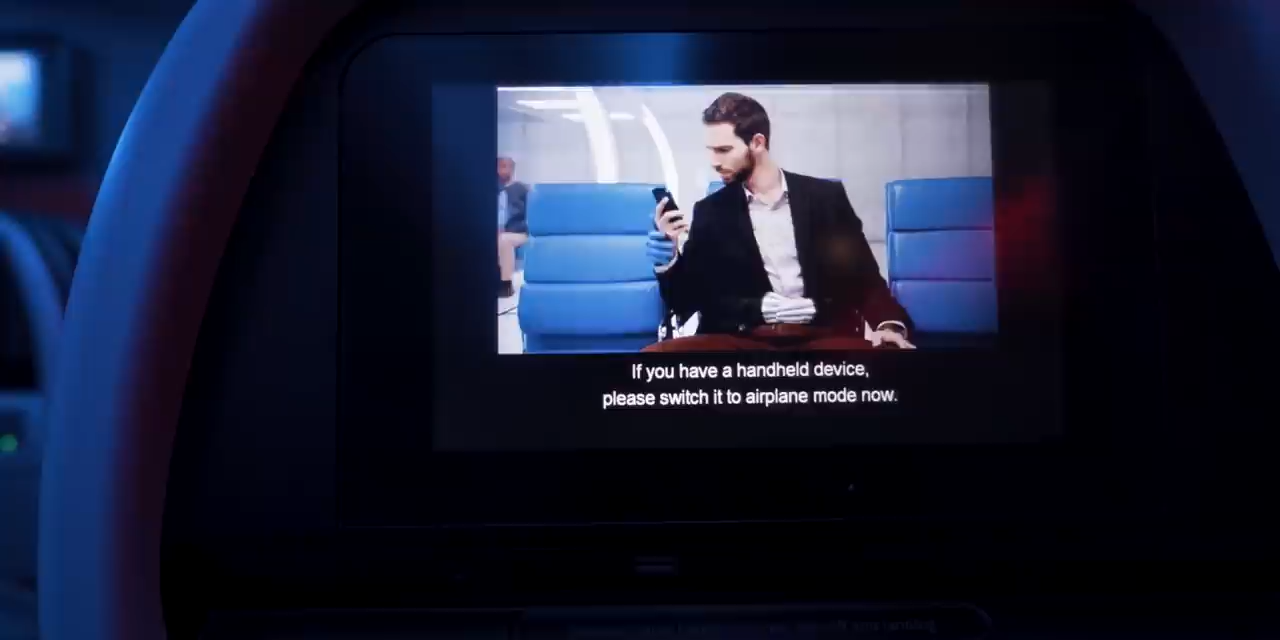 If you have a handheld device,
please switch it to airplane mode now.